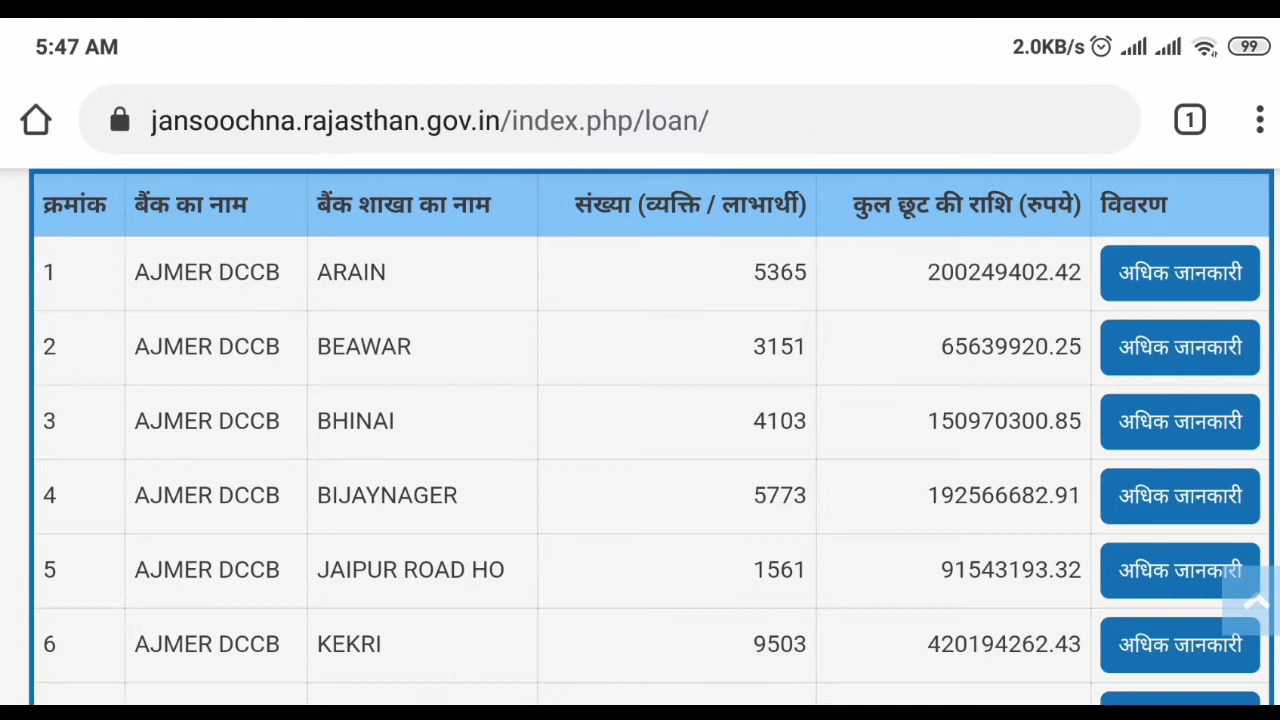 5:47 AM 2.0KB/s 99
jansoochna.rajasthan.gov.in/index.php/loan/ 1
क्रमांक बैंक का नाम बैंक शाखा का नाम संख्या (व्यक्ति / लाभार्थी) कुल छूट की राशि (रुपये) विवरण
1 AJMER DCCB ARAIN 5365 200249402.42 अधिक जानकारी
2 AJMER DCCB BEAWAR 3151 65639920.25 अधिक जानकारी
3 AJMER DCCB BHINAI 4103 150970300.85 अधिक जानकारी
4 AJMER DCCB BIJAYNAGER 5773 192566682.91 अधिक जानकारी
5 AJMER DCCB JAIPUR ROAD HO 1561 91543193.32 अधिक जानकारी
6 AJMER DCCB KEKRI 9503 420194262.43 अधिक जानकारी